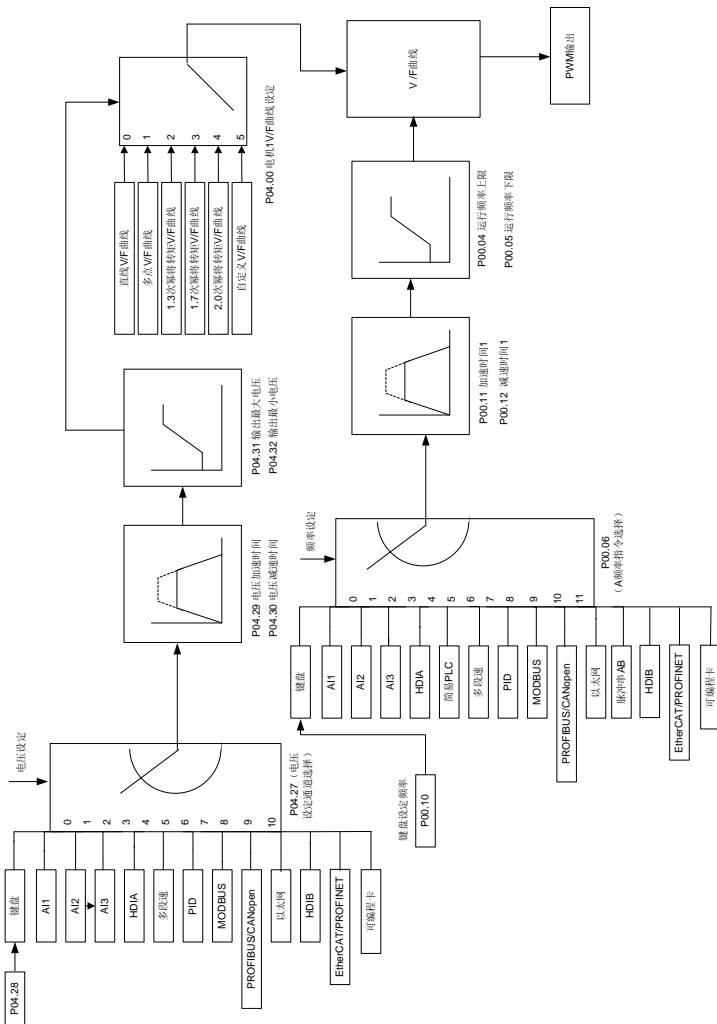 P04.28
键盘
AI1
AI2
AI3
HDIA
多段速
PID
MODBUS
PROFIBUS/CANopen
以太网
HDIB
EtherCAT/PROFINET
可编程卡
0
1
2
3
4
5
6
7
8
9
10
电压设定
P04.27（电压
设定通道选择）
P04.29 电压加速时间
P04.30 电压减速时间
P04.31 输出最大电压
P04.32 输出最小电压
直线V/F曲线
多点V/F曲线
1.3次幂将转矩V/F曲线
1.7次幂将转矩V/F曲线
2.0次幂将转矩V/F曲线
自定义V/F曲线
0
1
2
3
4
5
P04.00 电机1V/F曲线设定
键盘设定频率
P00.10
键盘
AI1
AI2
AI3
HDIA
简易PLC
多段速
PID
MODBUS
PROFIBUS/CANopen
以太网
脉冲串AB
HDIB
EtherCAT/PROFINET
可编程卡
0
1
2
3
4
5
6
7
8
9
10
11
频率设定
P00.06
（A频率指令选择）
P00.11 加速时间1
P00.12 减速时间1
P00.04 运行频率上限
P00.05 运行频率下限
V/F曲线
PWM输出